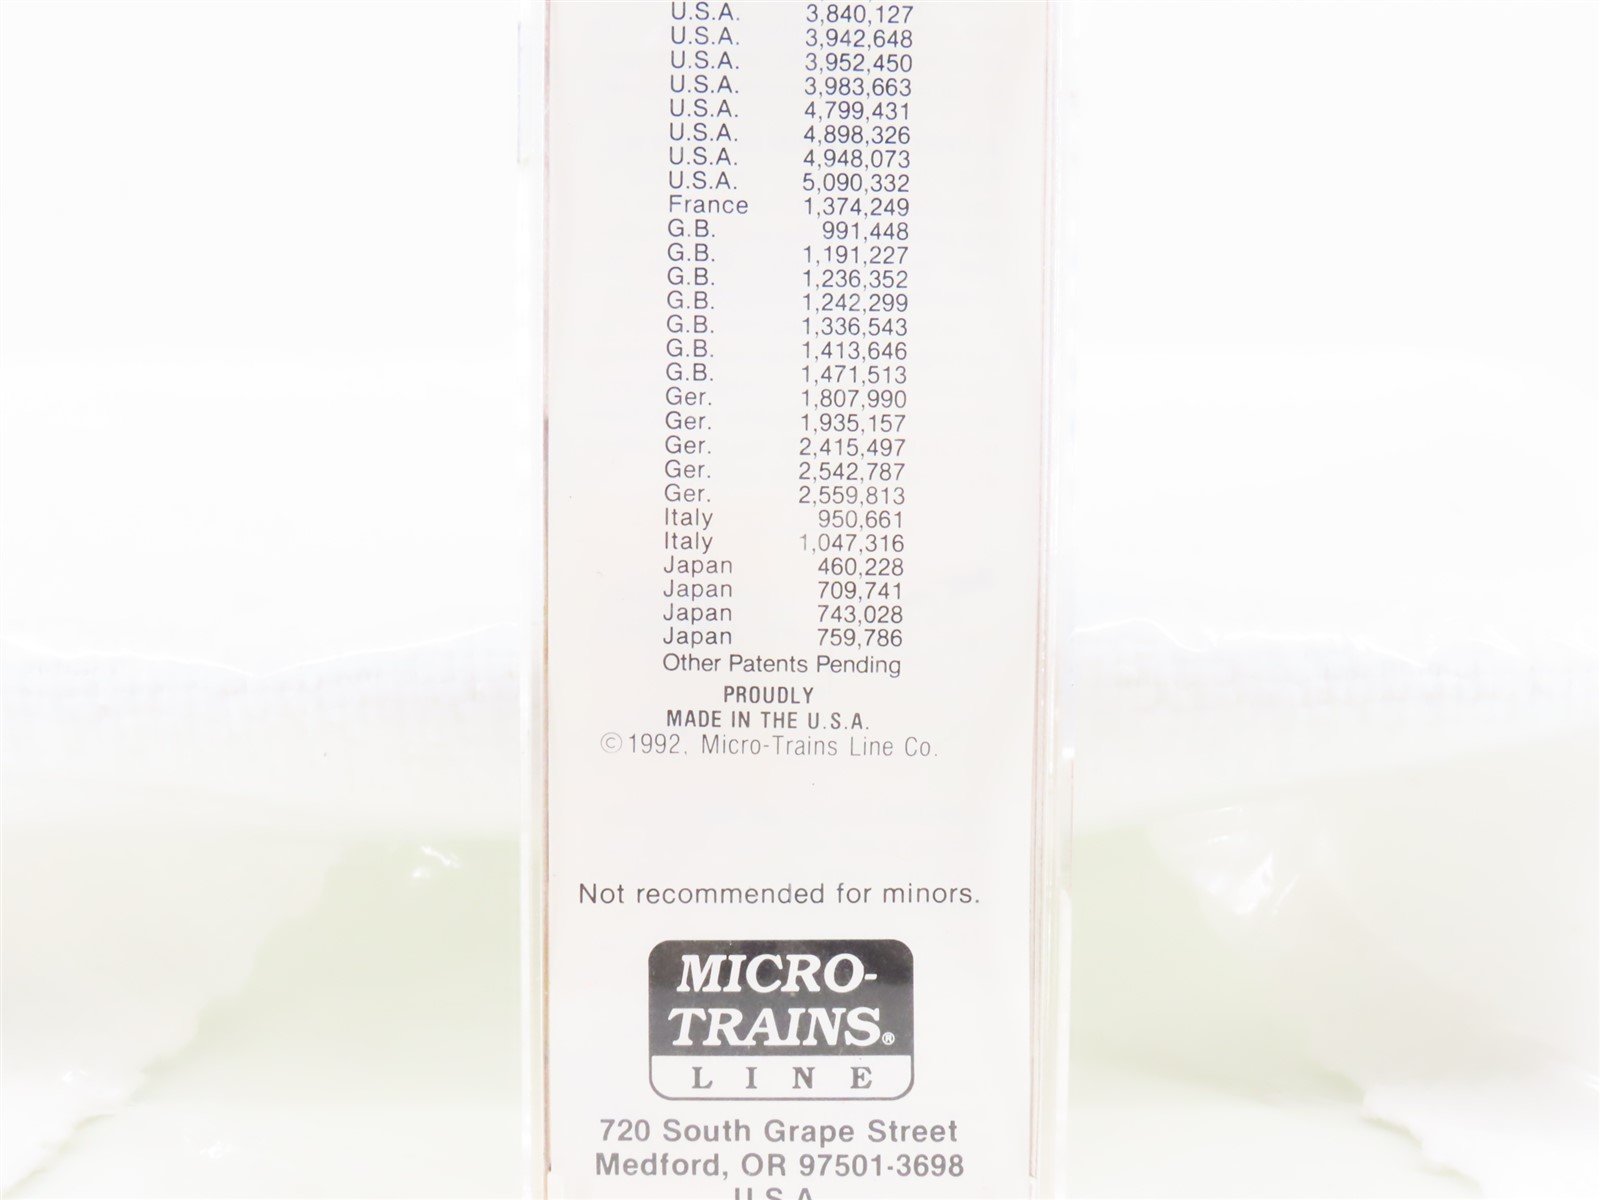 U.S.A. 3,840,127
U.S.A. 3,942,648
U.S.A. 3,952,450
U.S.A. 3,983,663
U.S.A. 4,799,431
U.S.A. 4,898,326
U.S.A. 4,948,073
U.S.A. 5,090,332
France 1,374,249
G.B. 991,448
G.B. 1,191,227
G.B. 1,236,352
G.B. 1,242,299
G.B. 1,336,543
G.B. 1,413,646
G.B. 1,471,513
Ger. 1,807,990
Ger. 1,935,157
Ger. 2,415,497
Ger. 2,542,787
Ger. 2,559,813
Italy 950,661
Italy 1,047,316
Japan 460,228
Japan 709,741
Japan 743,028
Japan 759,786
Other Patents Pending
PROUDLY
MADE IN THE U.S.A.
©1992, Micro-Trains Line Co.
Not recommended for minors.
MICRO-
TRAINS®
LINE
720 South Grape Street
Medford, OR 97501-3698
U.S.A.